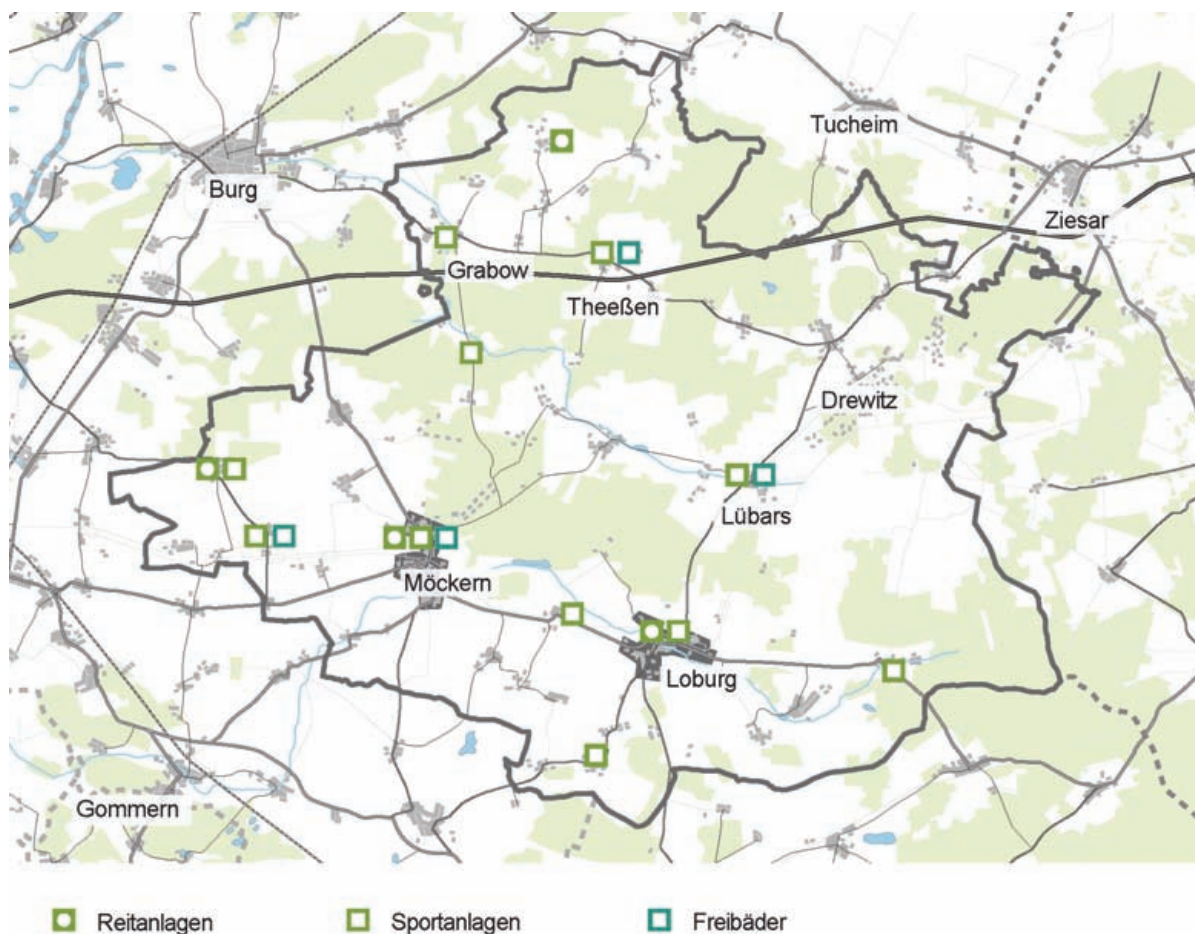 Tucheim
Burg
Ziesar
Grabow
Theeßen
Drewitz
Lübars
Möckern
Loburg
Gommern
Reitanlagen
Sportanlagen
Freibäder